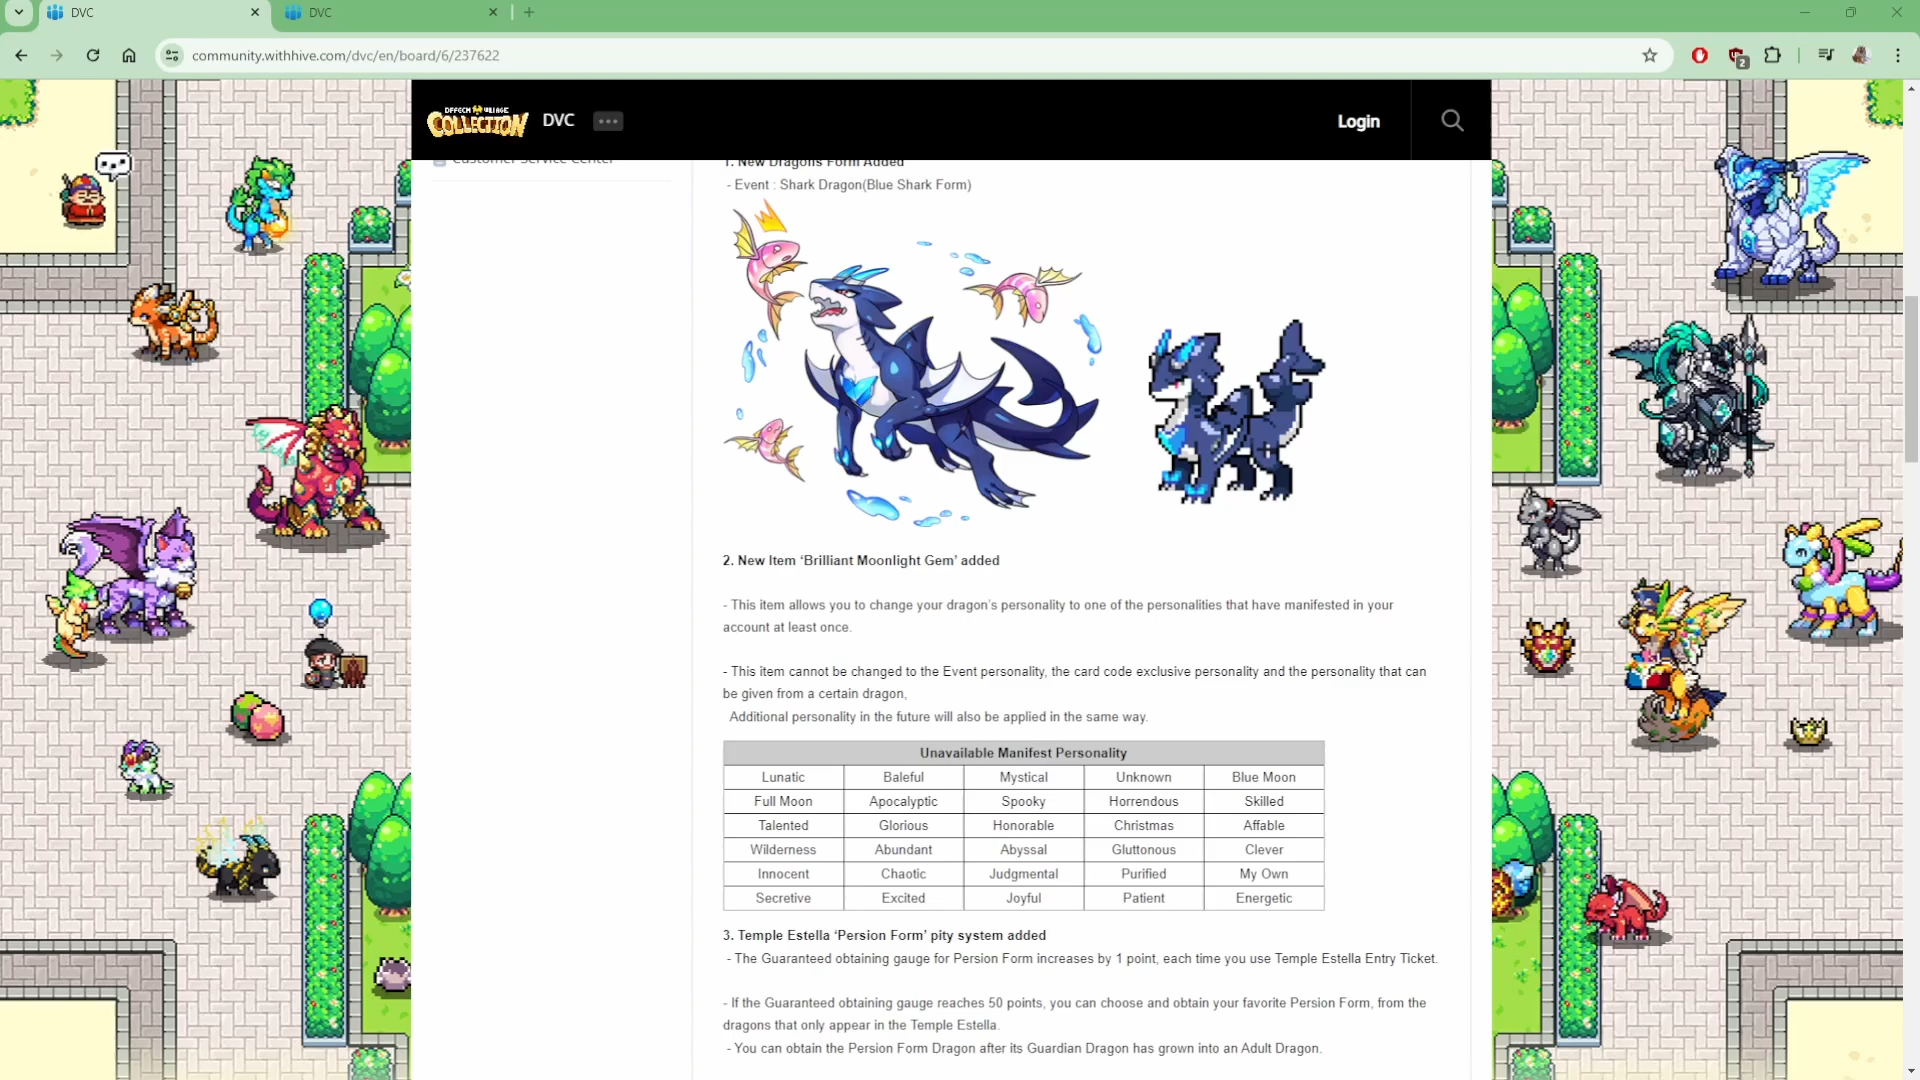 DVC
DVC
community.withhive.com/dvc/en/board/6/237622
2
COLLECTION
DVC
Login
Customer Service Center
1. New Dragons Form Added
- Event : Shark Dragon(Blue Shark Form)
2. New Item ‘Brilliant Moonlight Gem’ added
- This item allows you to change your dragon’s personality to one of the personalities that have manifested in your
account at least once.
- This item cannot be changed to the Event personality, the card code exclusive personality and the personality that can
be given from a certain dragon,
Additional personality in the future will also be applied in the same way.
Unavailable Manifest Personality
Lunatic Baleful Mystical Unknown Blue Moon
Full Moon Apocalyptic Spooky Horrendous Skilled
Talented Glorious Honorable Christmas Affable
Wilderness Abundant Abyssal Gluttonous Clever
Innocent Chaotic Judgmental Purified My Own
Secretive Excited Joyful Patient Energetic
3. Temple Estella ‘Persion Form’ pity system added
- The Guaranteed obtaining gauge for Persion Form increases by 1 point, each time you use Temple Estella Entry Ticket.
- If the Guaranteed obtaining gauge reaches 50 points, you can choose and obtain your favorite Persion Form, from the
dragons that only appear in the Temple Estella.
- You can obtain the Persion Form Dragon after its Guardian Dragon has grown into an Adult Dragon.